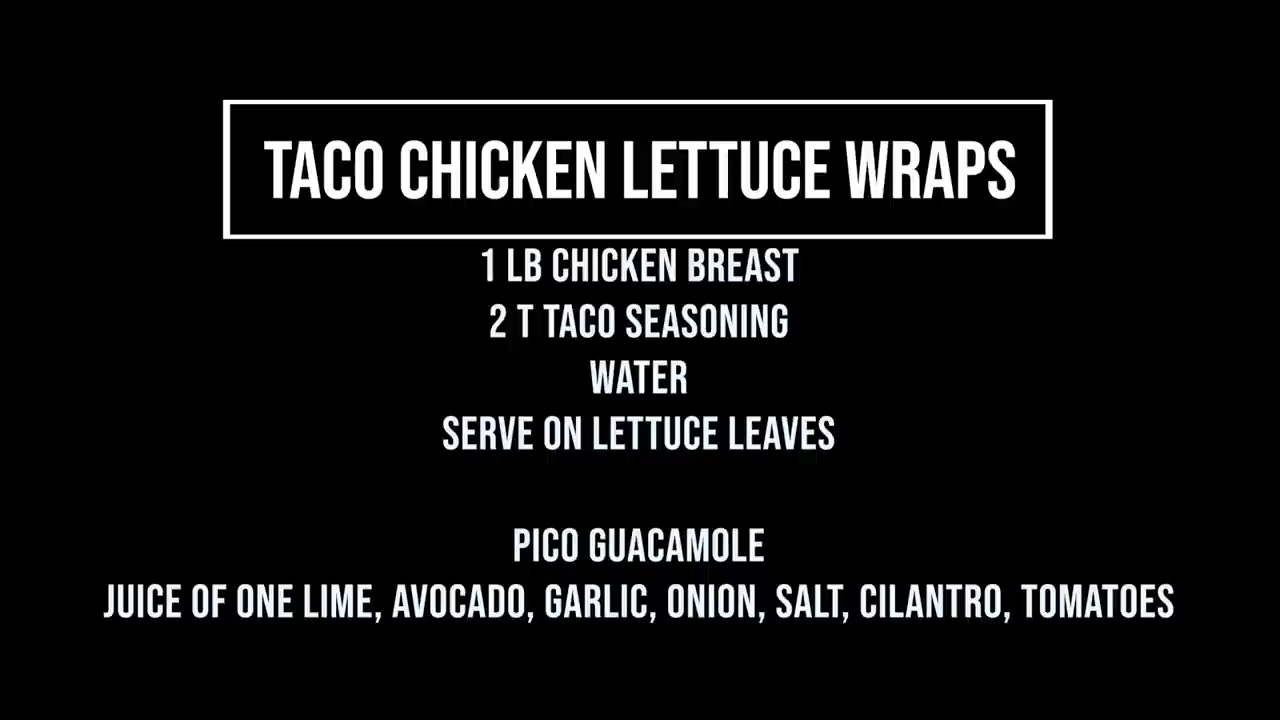 TACO CHICKEN LETTUCE WRAPS
1 LB CHICKEN BREAST
2 T TACO SEASONING
WATER
SERVE ON LETTUCE LEAVES
PICO GUACAMOLE
JUICE OF ONE LIME, AVOCADO, GARLIC, ONION, SALT, CILANTRO, TOMATOES